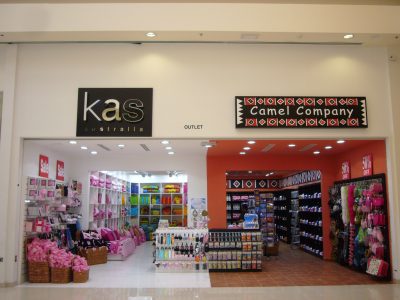 kas
australia
OUTLET
Camel Company